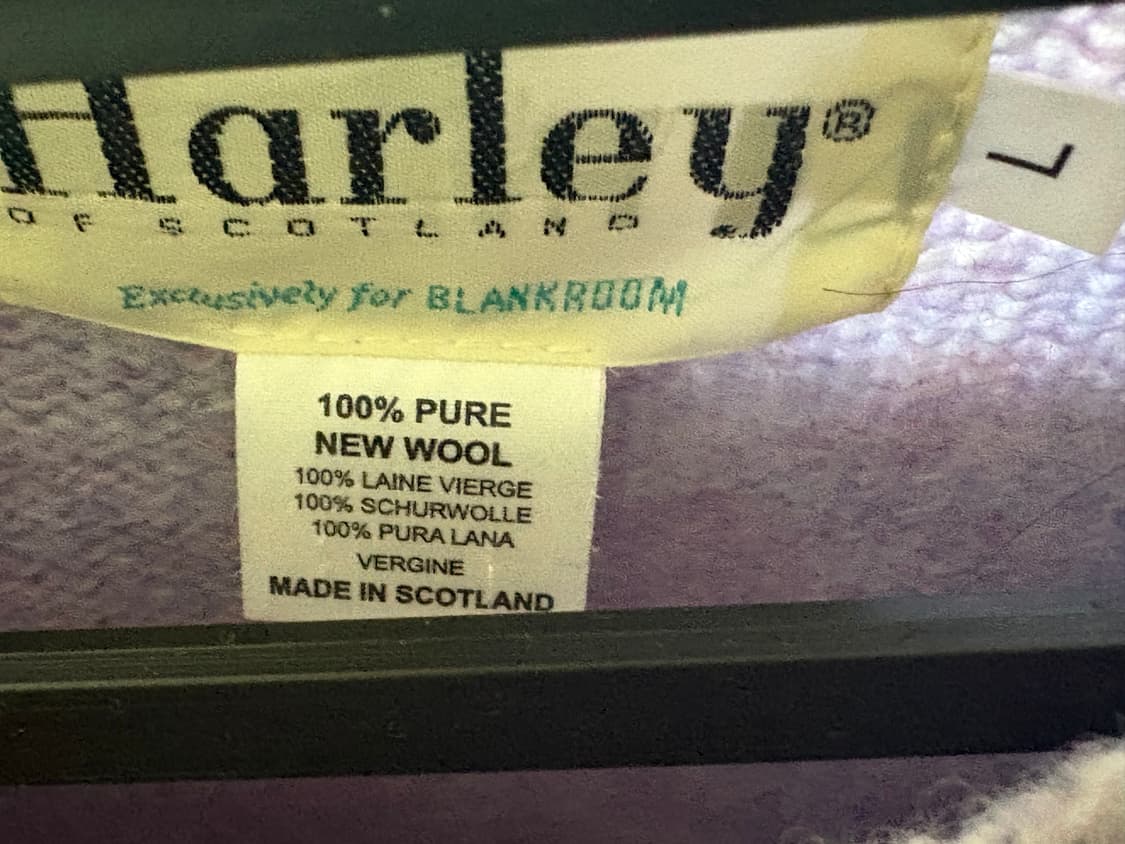 Harley®
OF SCOTLAND
L
Exclusively for BLANKROOM
100% PURE
NEW WOOL
100% LAINE VIERGE
100% SCHURWOLLE
100% PURA LANA
VERGINE
MADE IN SCOTLAND